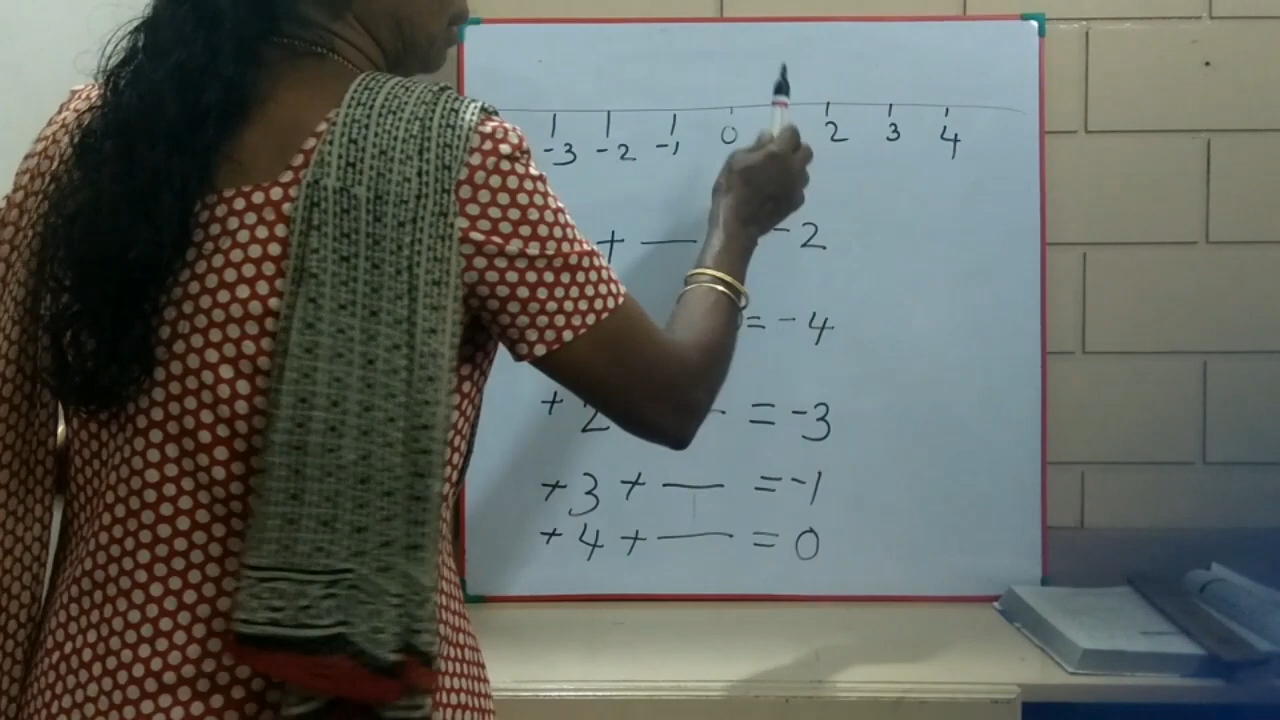 -3 -2 -1 0 2 3 4
+ — -2
= -4
+2 — = -3
+3 + — = -1
+4 + — = 0